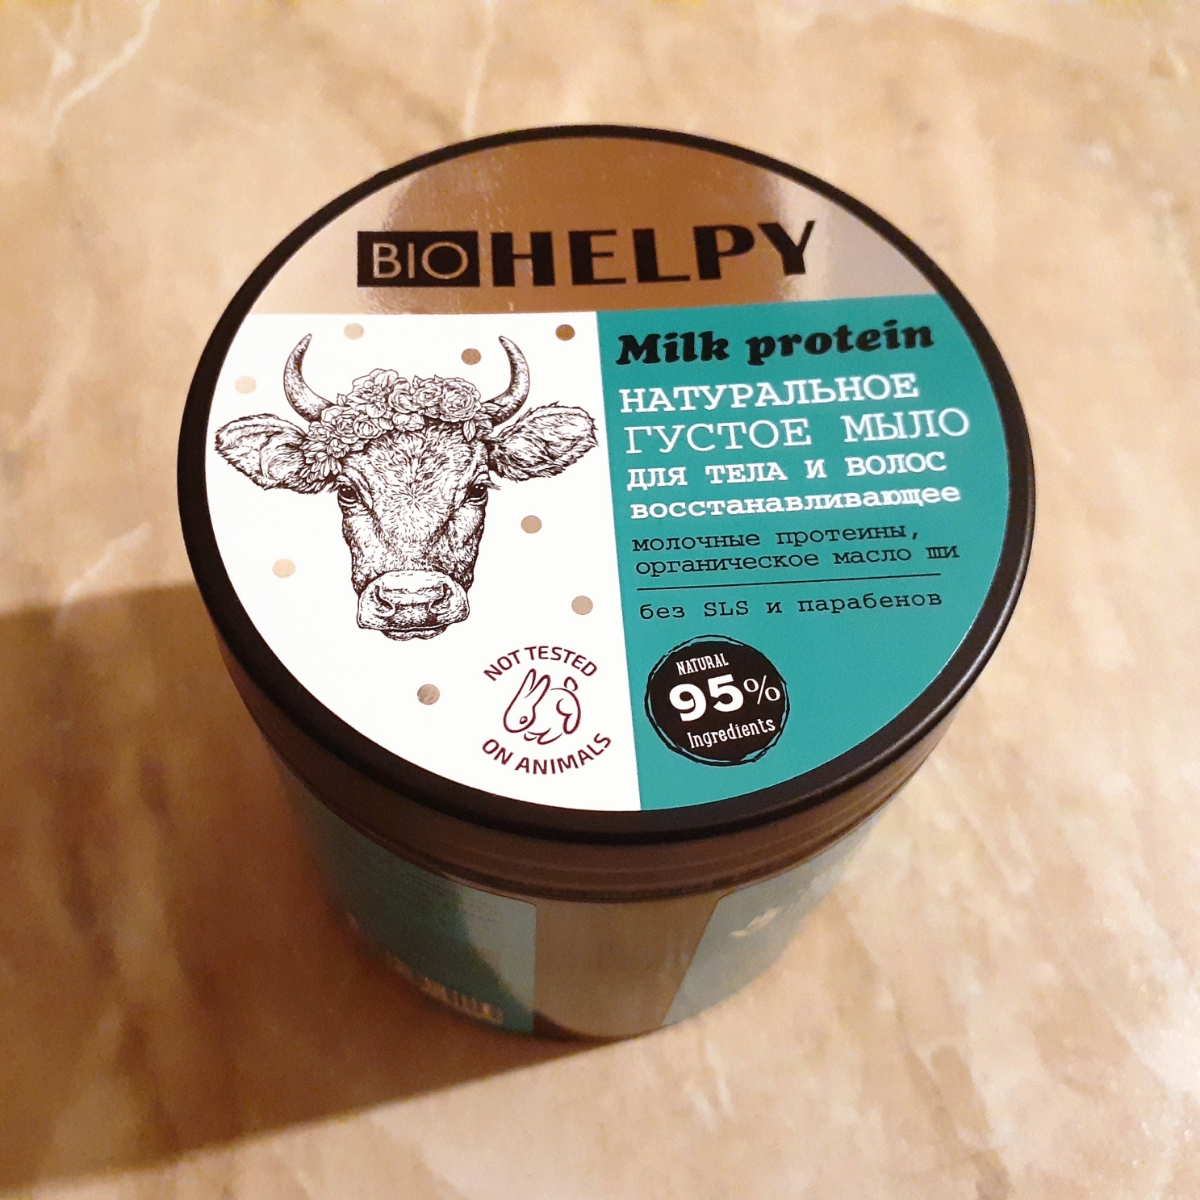 BIO HELPY
Milk protein
НАТУРАЛЬНОЕ
ГУСТОЕ МЫЛО
ДЛЯ ТЕЛА И ВОЛОС
восстанавливающее
молочные протеины,
органическое масло ши
без SLS и парабенов
NOT TESTED
ON ANIMALS
NATURAL
95%
Ingredients